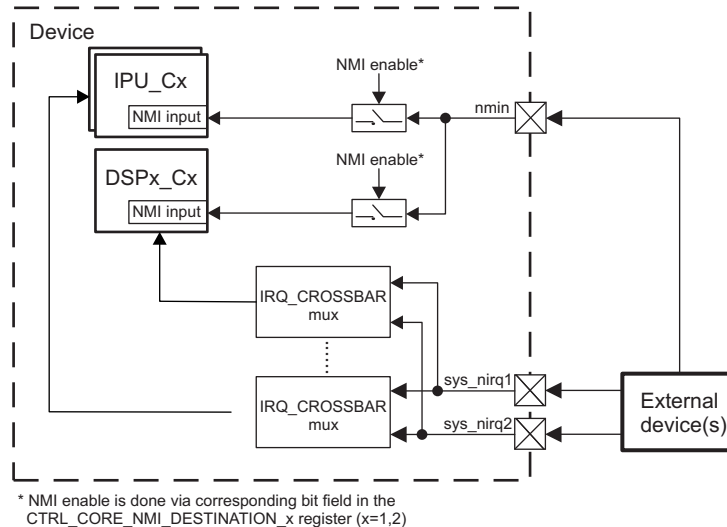 Device
IPU_Cx
NMI input
NMI enable*
nmin
DSPx_Cx
NMI input
NMI enable*
IRQ_CROSSBAR
mux
IRQ_CROSSBAR
mux
sys_nirq1
sys_nirq2
External
device(s)
* NMI enable is done via corresponding bit field in the
CTRL_CORE_NMI_DESTINATION_x register (x=1,2)